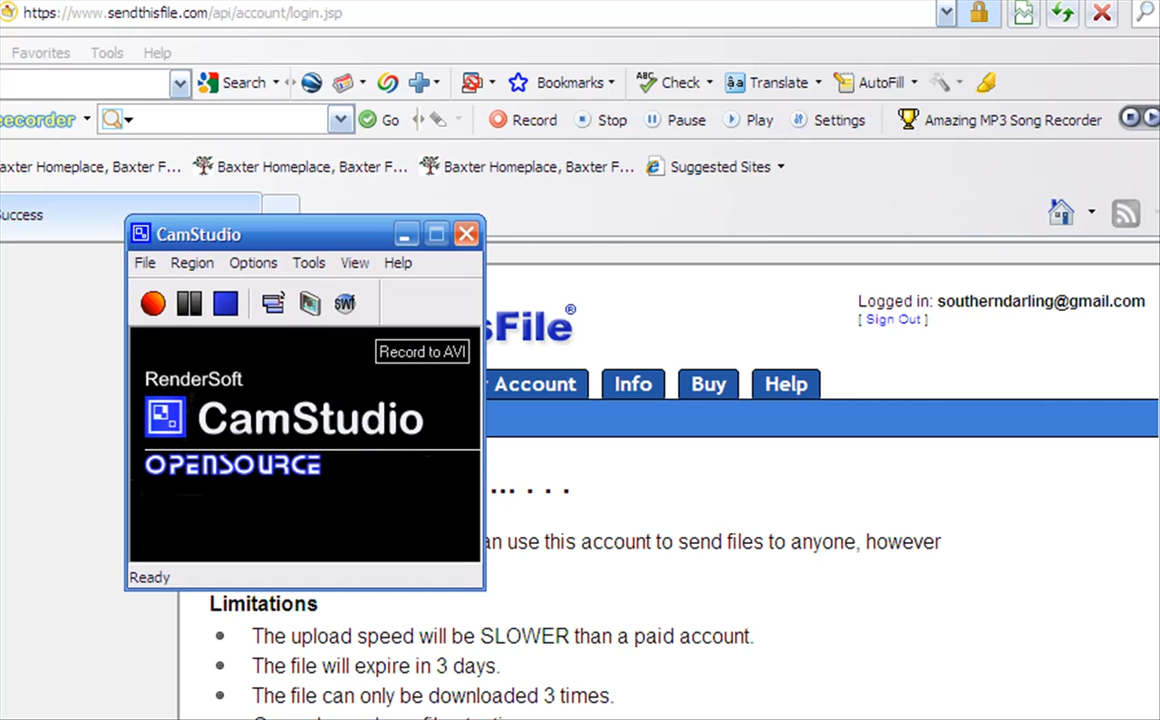 https://www.sendthisfile.com/api/account/login.jsp
Favorites Tools Help
Search Bookmarks ABC Check aä Translate AutoFill
ecorder Go Record Stop Pause Play Settings Amazing MP3 Song Recorder
axter Homeplace, Baxter F... Baxter Homeplace, Baxter F... Baxter Homeplace, Baxter F... Suggested Sites
uccess
CamStudio
File Region Options Tools View Help
swf
Record to AVI
RenderSoft
CamStudio
OPENSOURCE
Ready
sFile®
Logged in: southerndarling@gmail.com
[ Sign Out ]
Account Info Buy Help
... . . .
an use this account to send files to anyone, however
Limitations
• The upload speed will be SLOWER than a paid account.
• The file will expire in 3 days.
• The file can only be downloaded 3 times.